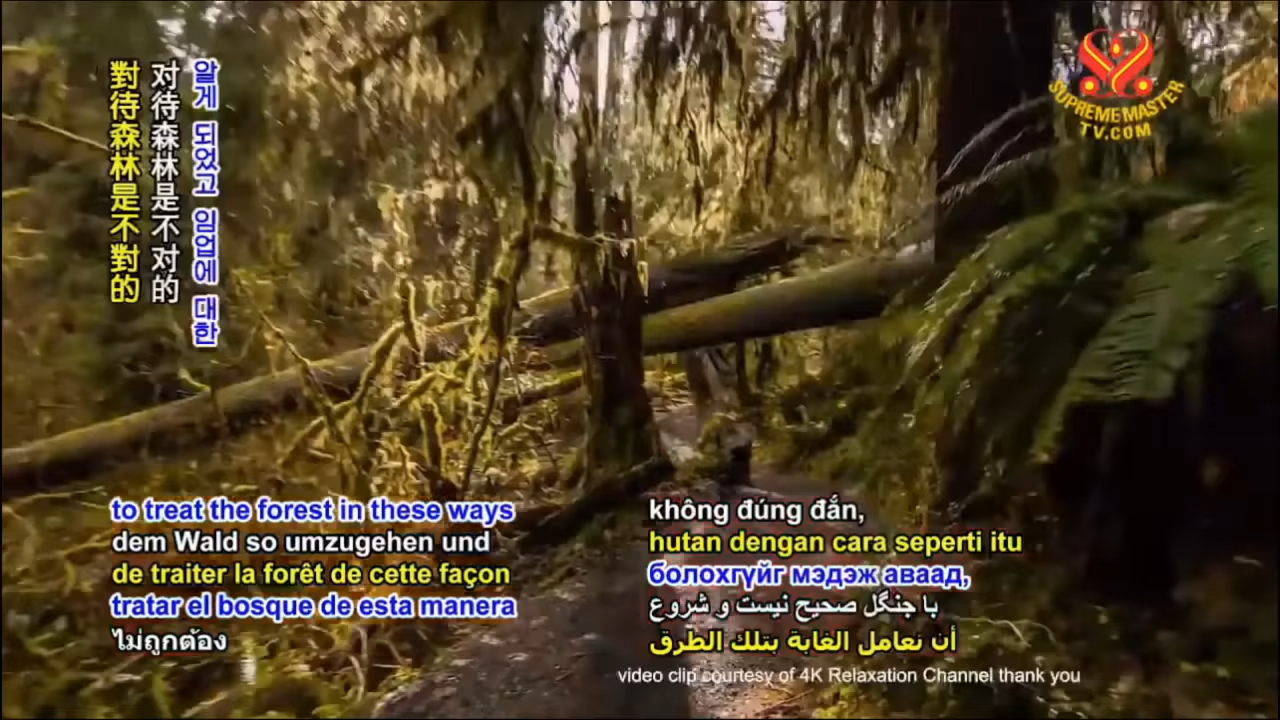 對待森林是不對的
对待森林是不对的
알게 되었고 임업에 대한
SUPREME MASTER
TV.COM
to treat the forest in these ways
dem Wald so umzugehen und
de traiter la forêt de cette façon
tratar el bosque de esta manera
ไม่ถูกต้อง
không đúng đắn,
hutan dengan cara seperti itu
болохгүйг мэдэж аваад,
با جنگل صحیح نیست و شروع
أن نعامل الغابة بتلك الطرق
video clip courtesy of 4K Relaxation Channel thank you